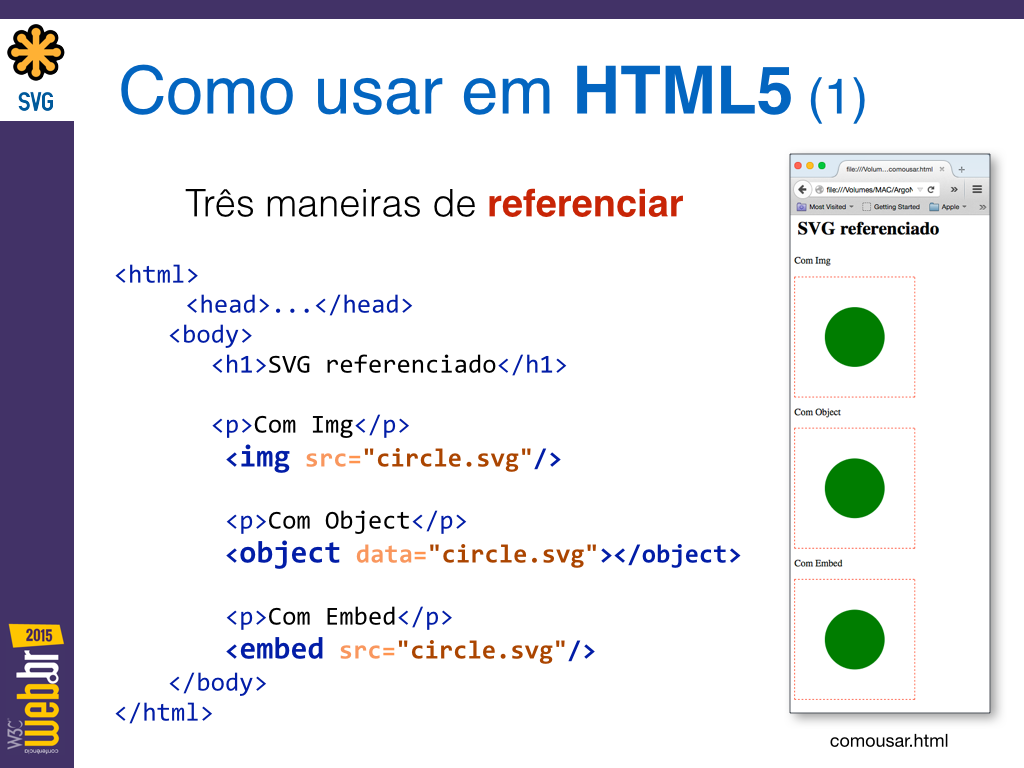 SVG
Como usar em HTML5 (1)
Três maneiras de referenciar
<html>
<head>...</head>
<body>
<h1>SVG referenciado</h1>
<p>Com Img</p>
<img src="circle.svg"/>
<p>Com Object</p>
<object data="circle.svg"></object>
<p>Com Embed</p>
<embed src="circle.svg"/>
</body>
</html>
file:///Volum...comousar.html
file:///Volumes/MAC/ArgoN
Most Visited
Getting Started
Apple
SVG referenciado
Com Img
Com Object
Com Embed
comousar.html
2015
W3C
conferência
web.br